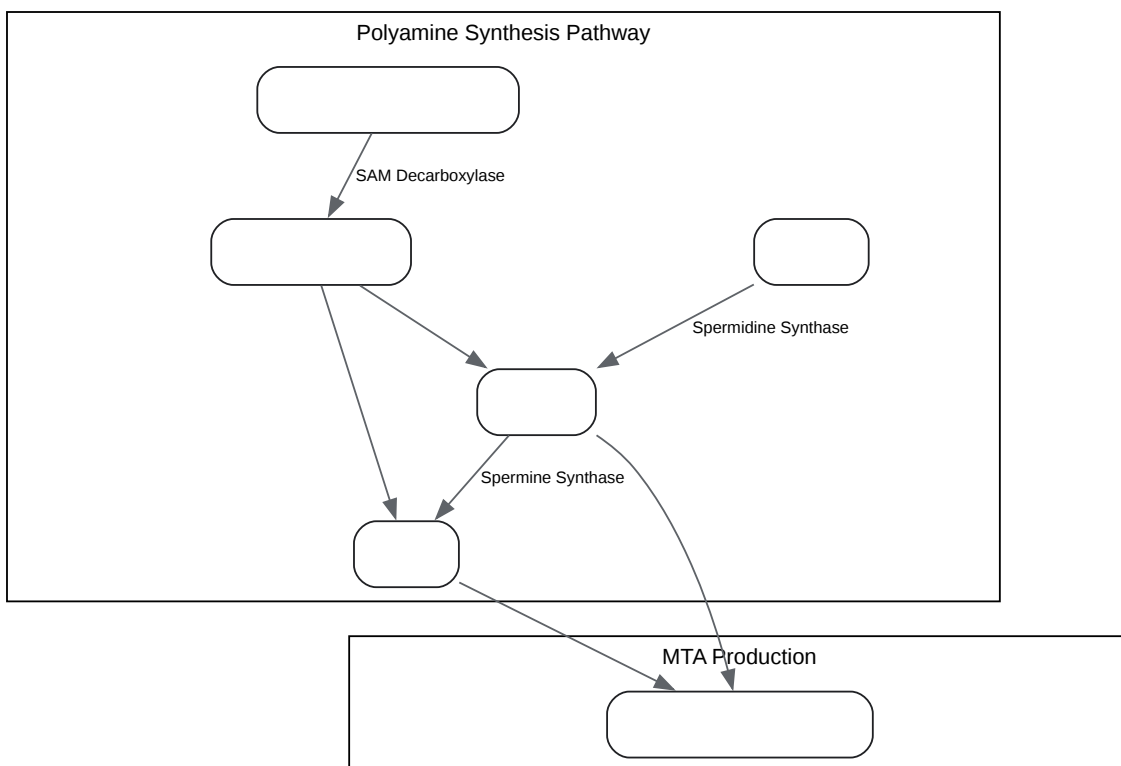 Polyamine Synthesis Pathway
SAM Decarboxylase
Spermidine Synthase
Spermine Synthase
MTA Production